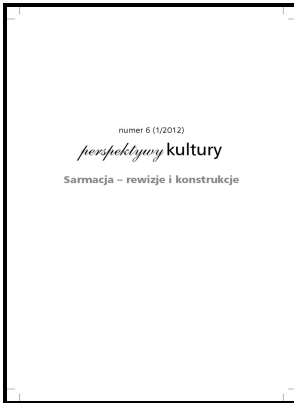 numer 6 (1/2012)
perspektywy kultury
Sarmacja – rewizje i konstrukcje